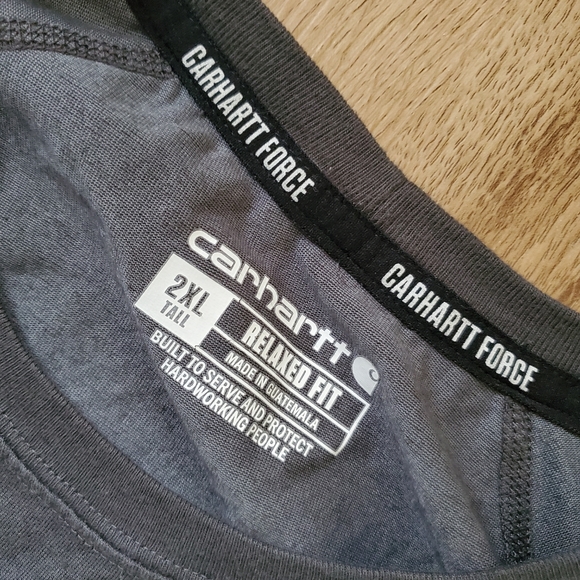 CARHARTT FORCE
CARHARTT FORCE
carhartt
2XL
TALL
RELAXED FIT
MADE IN GUATEMALA
BUILT TO SERVE AND PROTECT
HARDWORKING PEOPLE